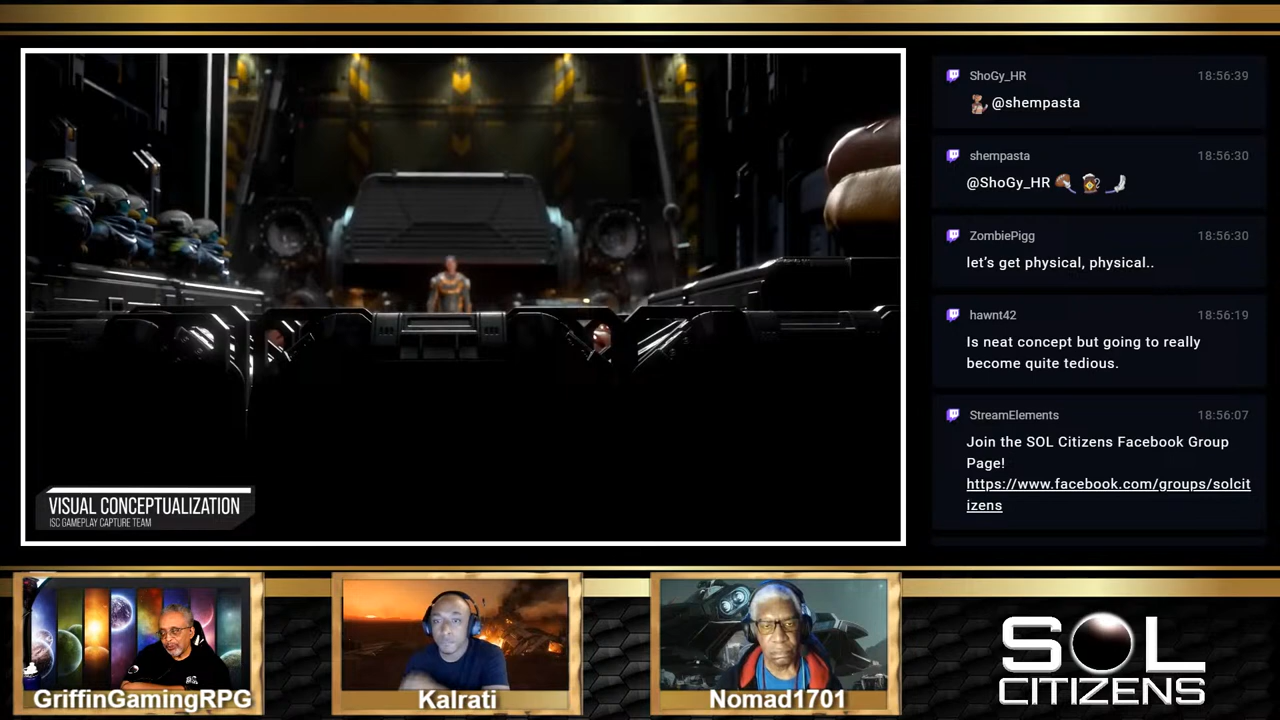 VISUAL CONCEPTUALIZATION
ISC GAMEPLAY CAPTURE TEAM
ShoGy_HR 18:56:39
@shempasta
shempasta 18:56:30
@ShoGy_HR
ZombiePigg 18:56:30
let's get physical, physical..
hawnt42 18:56:19
Is neat concept but going to really
become quite tedious.
StreamElements 18:56:07
Join the SOL Citizens Facebook Group
Page!
https://www.facebook.com/groups/solcit
izens
GriffinGamingRPG
Kalrati
Nomad1701
SOL
CITIZENS